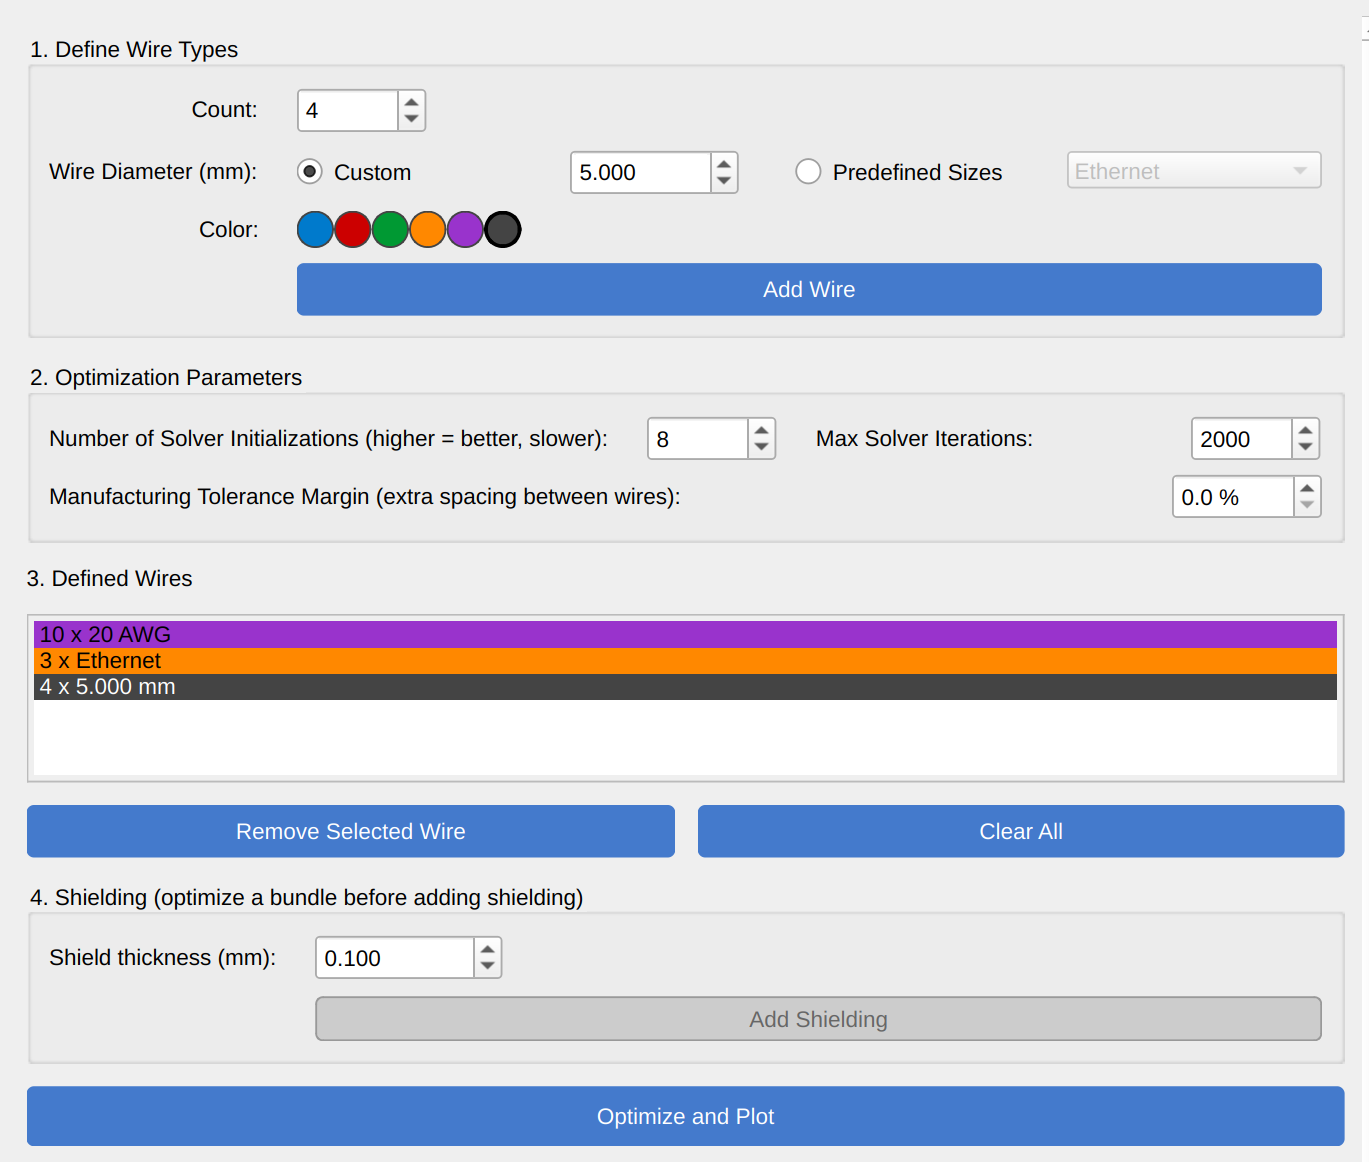 1. Define Wire Types
Count: 4
Wire Diameter (mm): Custom 5.000 Predefined Sizes Ethernet
Color:
Add Wire
2. Optimization Parameters
Number of Solver Initializations (higher = better, slower): 8 Max Solver Iterations: 2000
Manufacturing Tolerance Margin (extra spacing between wires): 0.0 %
3. Defined Wires
10 x 20 AWG
3 x Ethernet
4 x 5.000 mm
Remove Selected Wire Clear All
4. Shielding (optimize a bundle before adding shielding)
Shield thickness (mm): 0.100
Add Shielding
Optimize and Plot